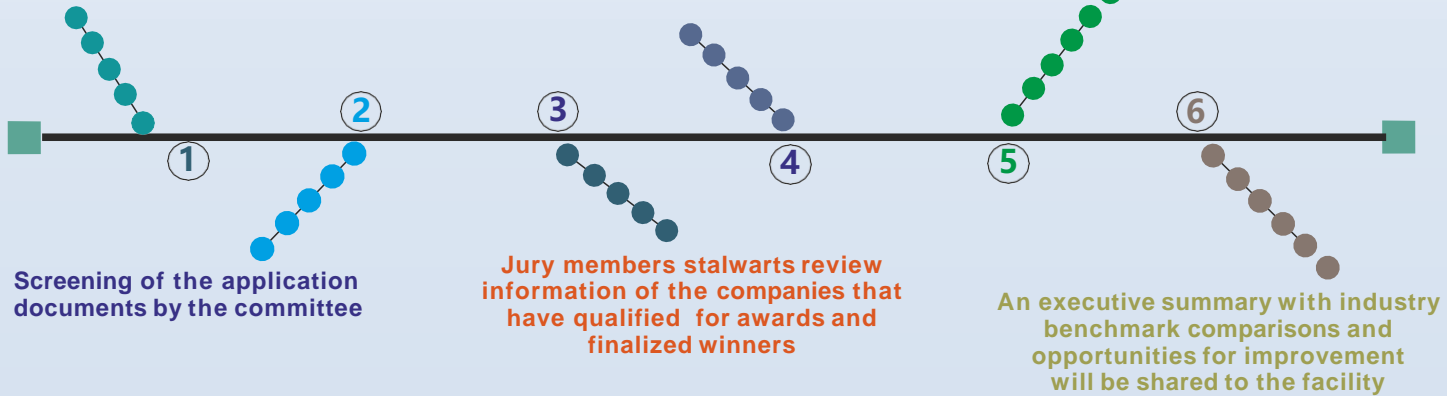 2
3
6
1
4
5
Screening of the application
documents by the committee
Jury members stalwarts review
information of the companies that
have qualified for awards and
finalized winners
An executive summary with industry
benchmark comparisons and
opportunities for improvement
will be shared to the facility